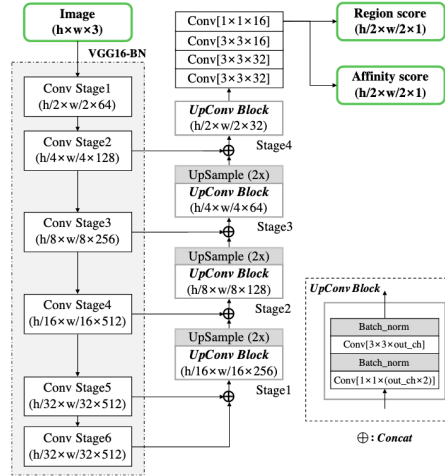 Image
(h×w×3)
VGG16-BN
Conv Stage1
(h/2×w/2×64)
Conv Stage2
(h/4×w/4×128)
Conv Stage3
(h/8×w/8×256)
Conv Stage4
(h/16×w/16×512)
Conv Stage5
(h/32×w/32×512)
Conv Stage6
(h/32×w/32×512)
Conv[1×1×16]
Conv[3×3×16]
Conv[3×3×32]
Conv[3×3×32]
UpConv Block
(h/2×w/2×32)
Stage4
UpSample (2x)
UpConv Block
(h/4×w/4×64)
Stage3
UpSample (2x)
UpConv Block
(h/8×w/8×128)
Stage2
UpSample (2x)
UpConv Block
(h/16×w/16×256)
Stage1
Region score
(h/2×w/2×1)
Affinity score
(h/2×w/2×1)
UpConv Block
Batch_norm
Conv[3×3×out_ch]
Batch_norm
Conv[1×1×(out_ch×2)]
⊕ : Concat